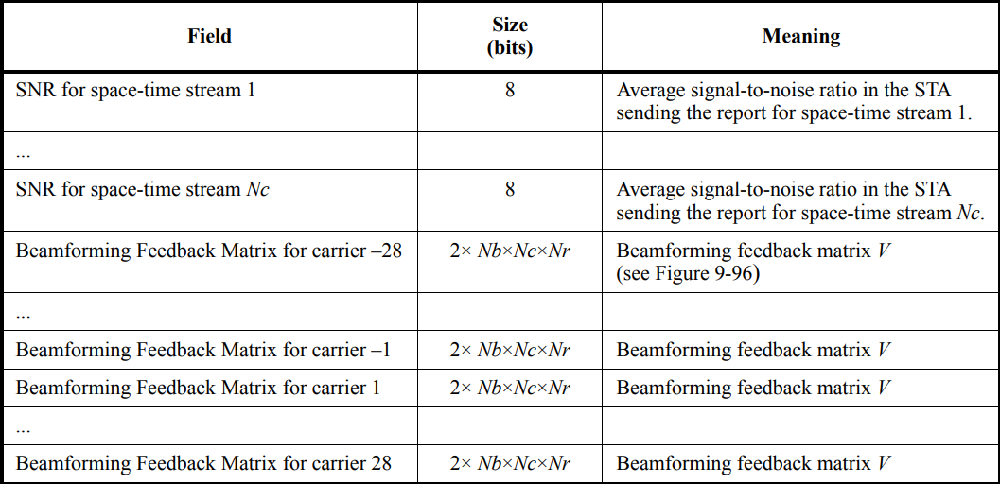 Field Size (bits) Meaning
SNR for space-time stream 1 8 Average signal-to-noise ratio in the STA
sending the report for space-time stream 1.
...
SNR for space-time stream Nc 8 Average signal-to-noise ratio in the STA
sending the report for space-time stream Nc.
Beamforming Feedback Matrix for carrier –28 2× Nb×Nc×Nr Beamforming feedback matrix V
(see Figure 9-96)
...
Beamforming Feedback Matrix for carrier –1 2× Nb×Nc×Nr Beamforming feedback matrix V
Beamforming Feedback Matrix for carrier 1 2× Nb×Nc×Nr Beamforming feedback matrix V
...
Beamforming Feedback Matrix for carrier 28 2× Nb×Nc×Nr Beamforming feedback matrix V